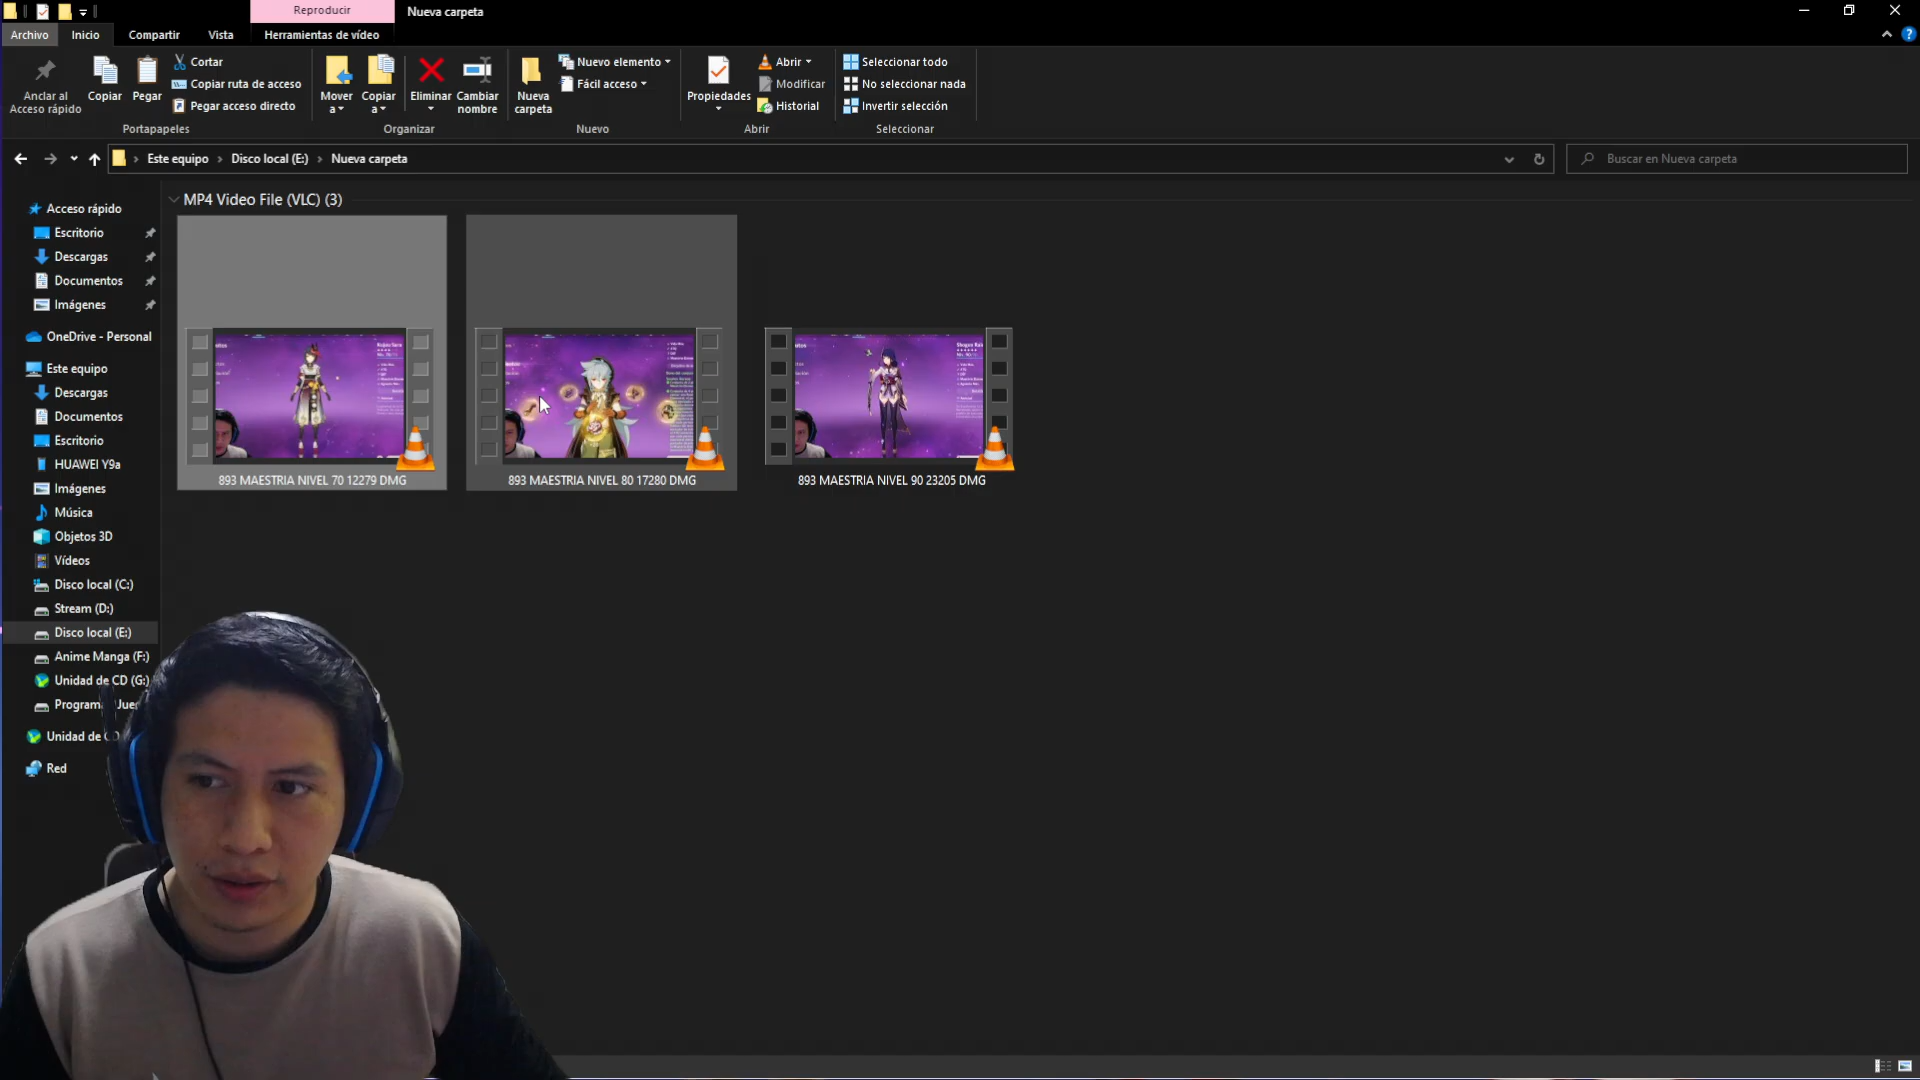 Reproducir
Nueva carpeta
Archivo
Inicio
Compartir
Vista
Herramientas de vídeo
Anclar al
Acceso rápido
Copiar
Pegar
Cortar
Copiar ruta de acceso
Pegar acceso directo
Portapapeles
Mover
a
Copiar
a
Eliminar
Cambiar
nombre
Organizar
Nueva
carpeta
Nuevo elemento
Fácil acceso
Nuevo
Propiedades
Abrir
Modificar
Historial
Abrir
Seleccionar todo
No seleccionar nada
Invertir selección
Seleccionar
Este equipo > Disco local (E:) > Nueva carpeta
Buscar en Nueva carpeta
Acceso rápido
Escritorio
Descargas
Documentos
Imágenes
OneDrive - Personal
Este equipo
Descargas
Documentos
Escritorio
HUAWEI Y9a
Imágenes
Música
Objetos 3D
Vídeos
Disco local (C:)
Stream (D:)
Disco local (E:)
Anime Manga (F:)
Unidad de CD (G:)
Unidad de
Red
MP4 Video File (VLC) (3)
893 MAESTRIA NIVEL 70 12279 DMG
893 MAESTRIA NIVEL 80 17280 DMG
893 MAESTRIA NIVEL 90 23205 DMG